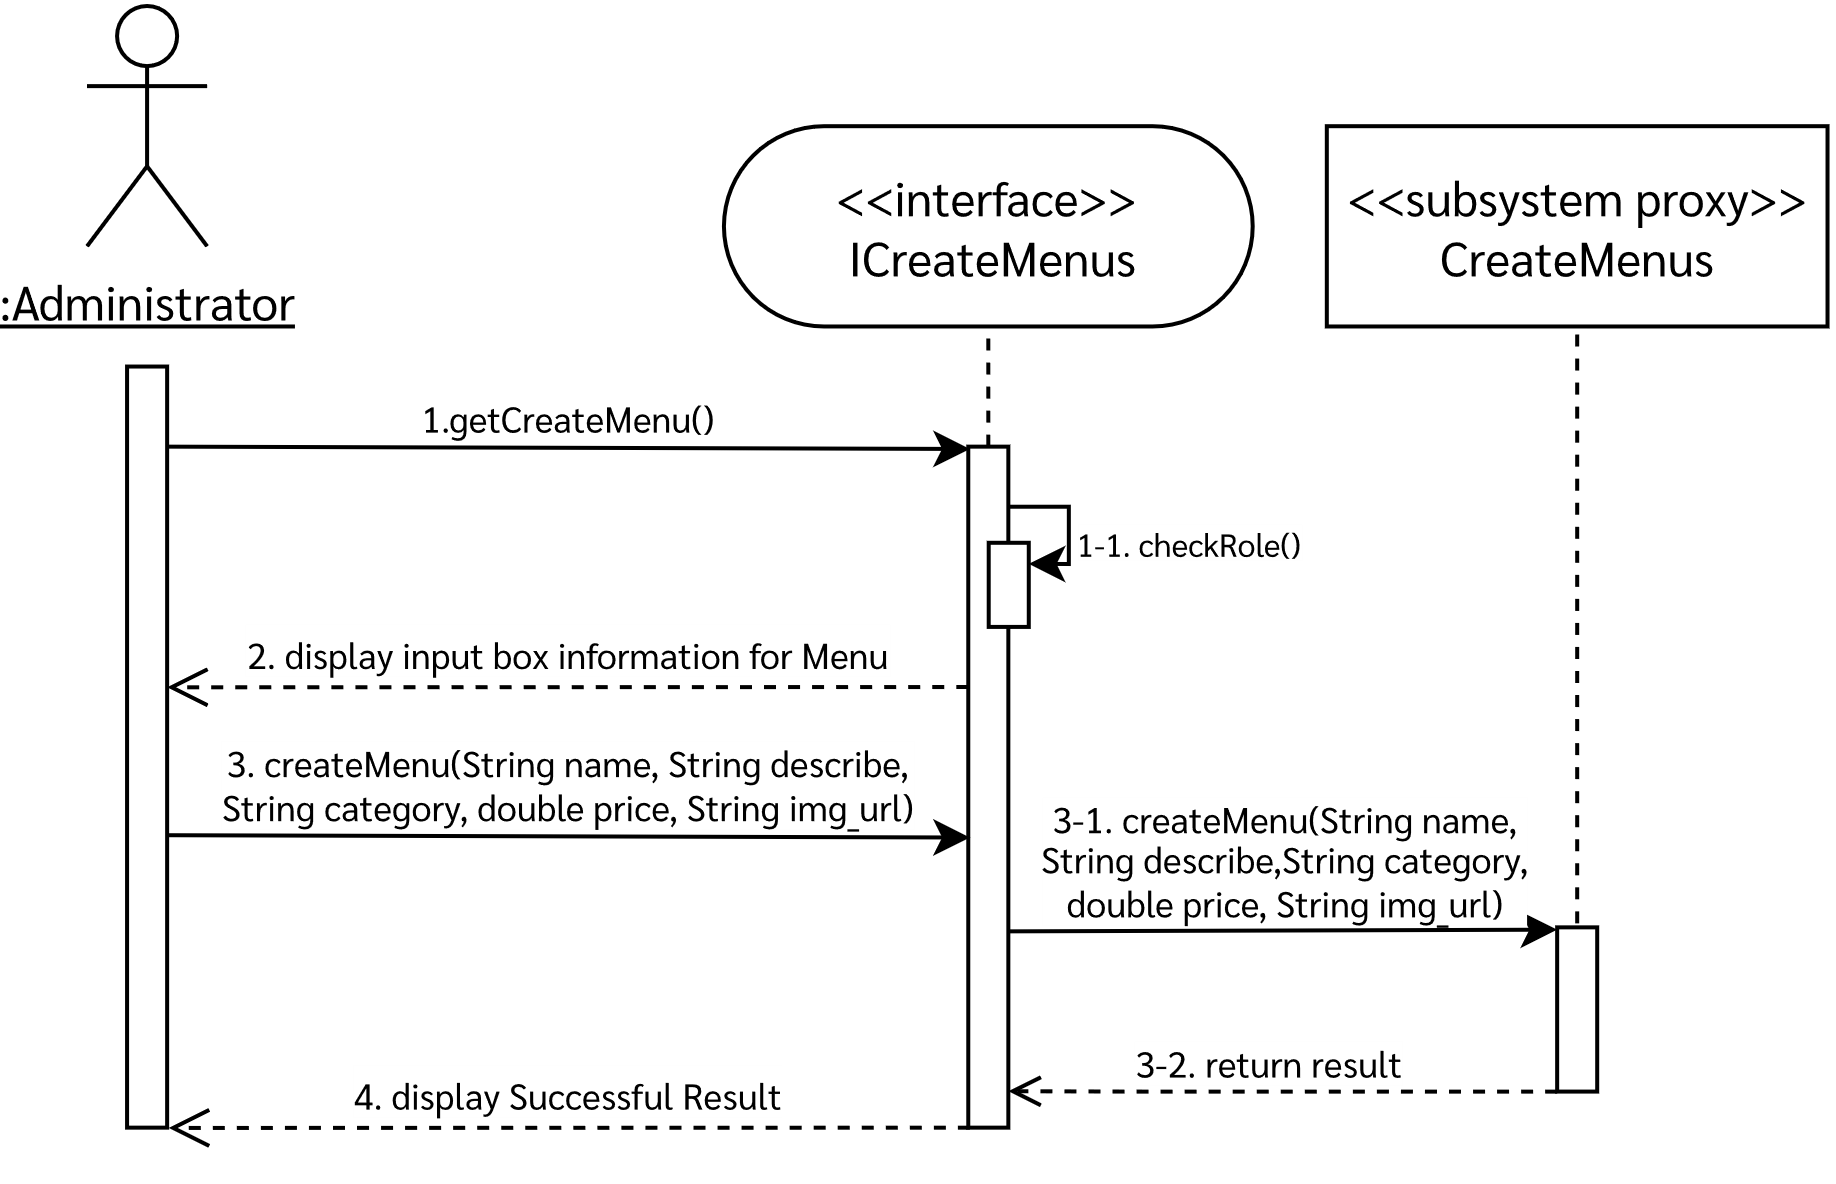 :Administrator
<<interface>>
ICreateMenus
<<subsystem proxy>>
CreateMenus
1.getCreateMenu()
1-1. checkRole()
2. display input box information for Menu
3. createMenu(String name, String describe,
String category, double price, String img_url)
3-1. createMenu(String name,
String describe,String category,
double price, String img_url)
3-2. return result
4. display Successful Result